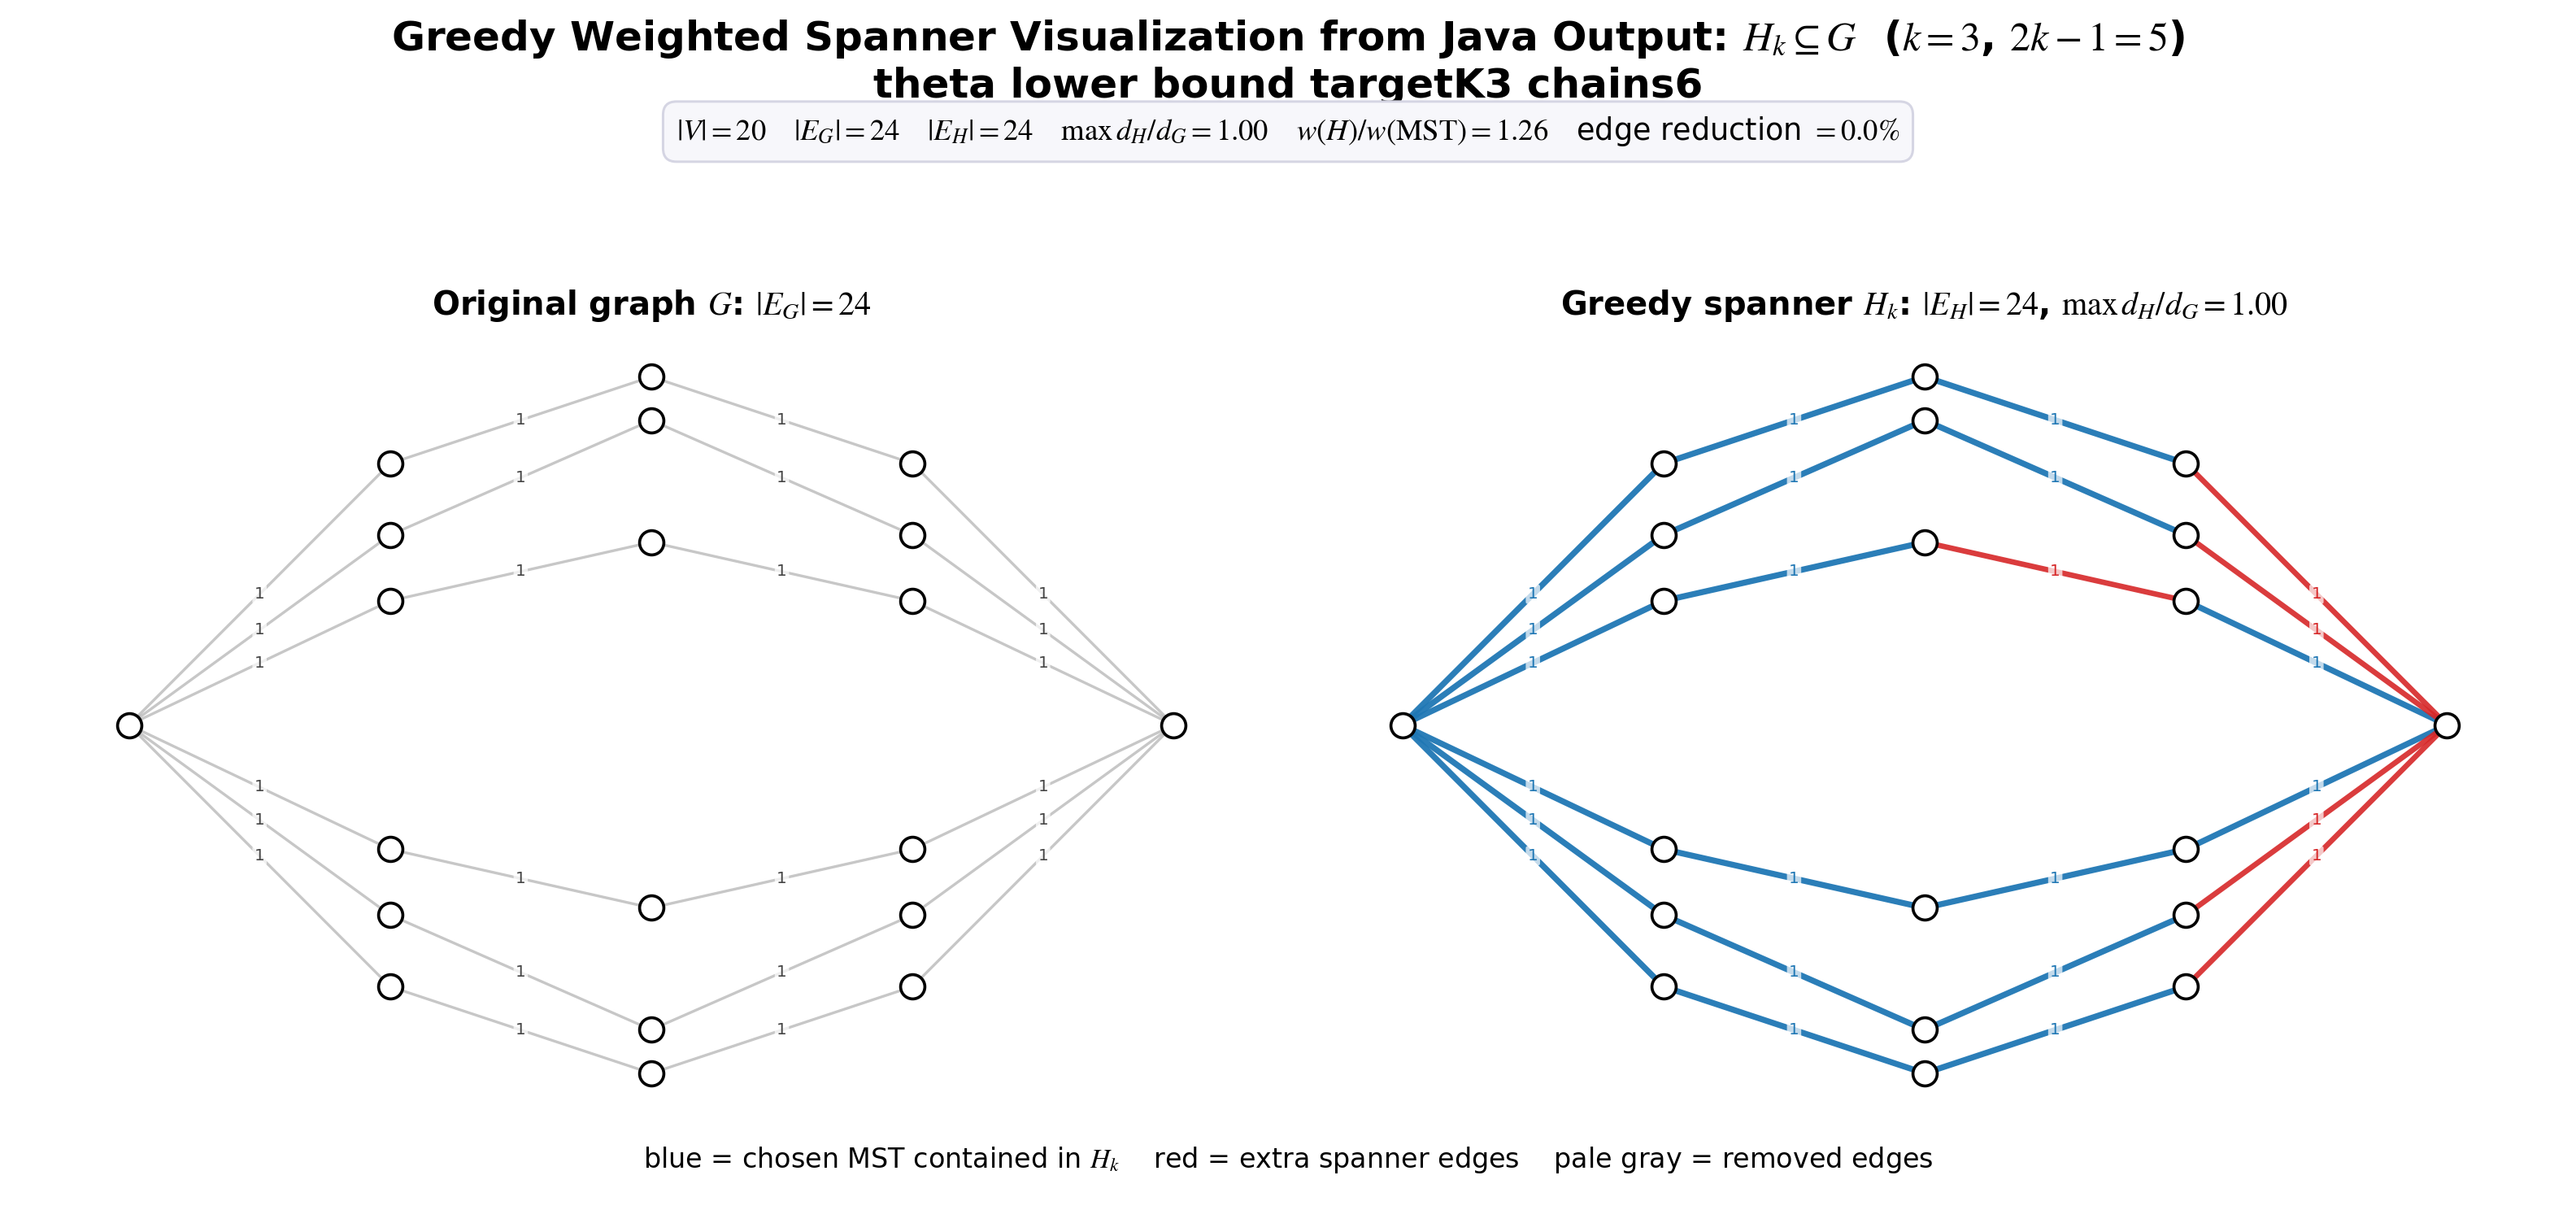 Greedy Weighted Spanner Visualization from Java Output: Hₖ ⊆ G (k = 3, 2k − 1 = 5)
theta lower bound targetK3 chains6
|V| = 20 |E_G| = 24 |E_H| = 24 max d_H/d_G = 1.00 w(H)/w(MST) = 1.26 edge reduction = 0.0%
Original graph G: |E_G| = 24
Greedy spanner Hₖ: |E_H| = 24, max d_H/d_G = 1.00
1 1 1 1
1 1 1 1
1 1 1 1
1 1 1 1
1 1 1 1
1 1 1 1
1 1 1 1
1 1 1 1
1 1 1 1
1 1 1 1
1 1 1 1
1 1 1 1
blue = chosen MST contained in Hₖ red = extra spanner edges pale gray = removed edges